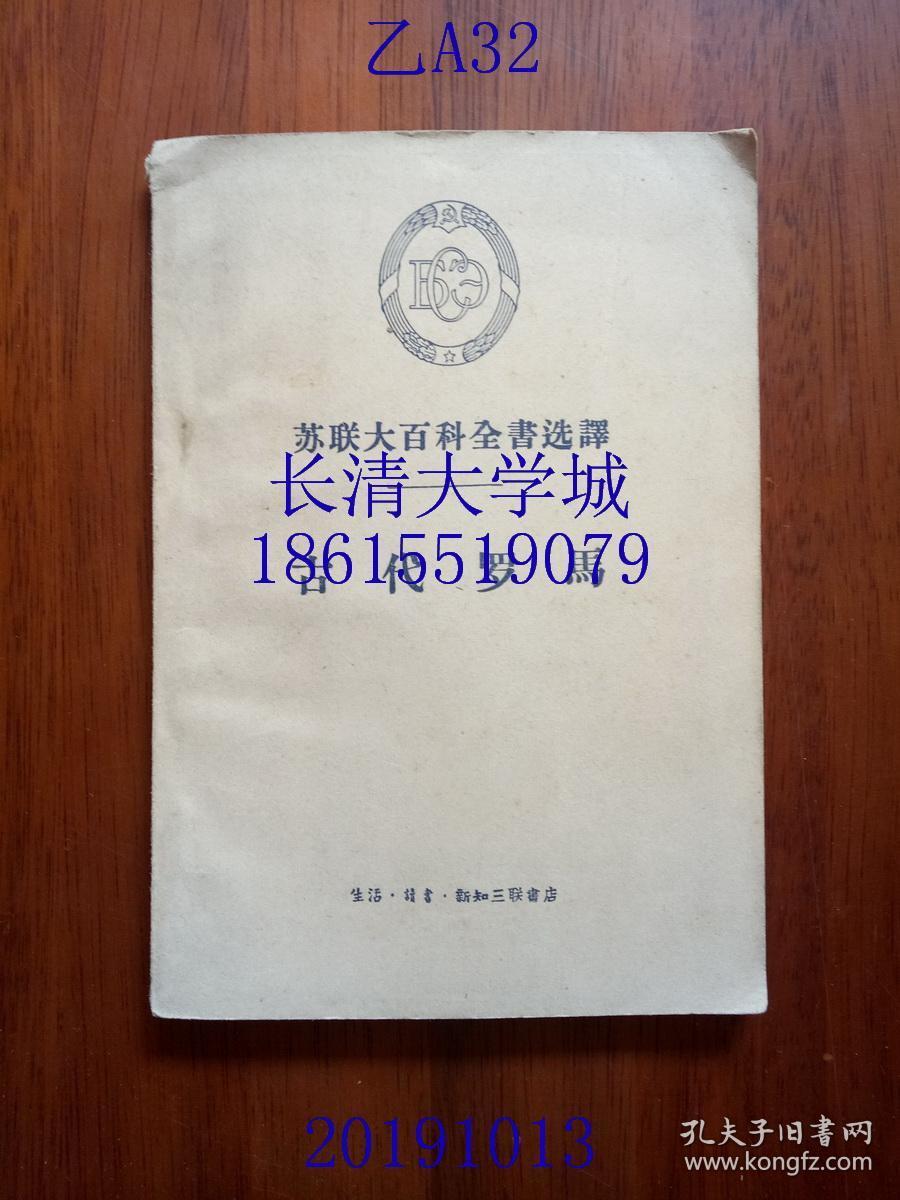 乙A32
БСЭ
苏联大百科全書选譯
长清大学城
18615519079
古代罗馬
生活·讀書·新知三联書店
20191013
孔夫子旧书网
www.kongfz.com